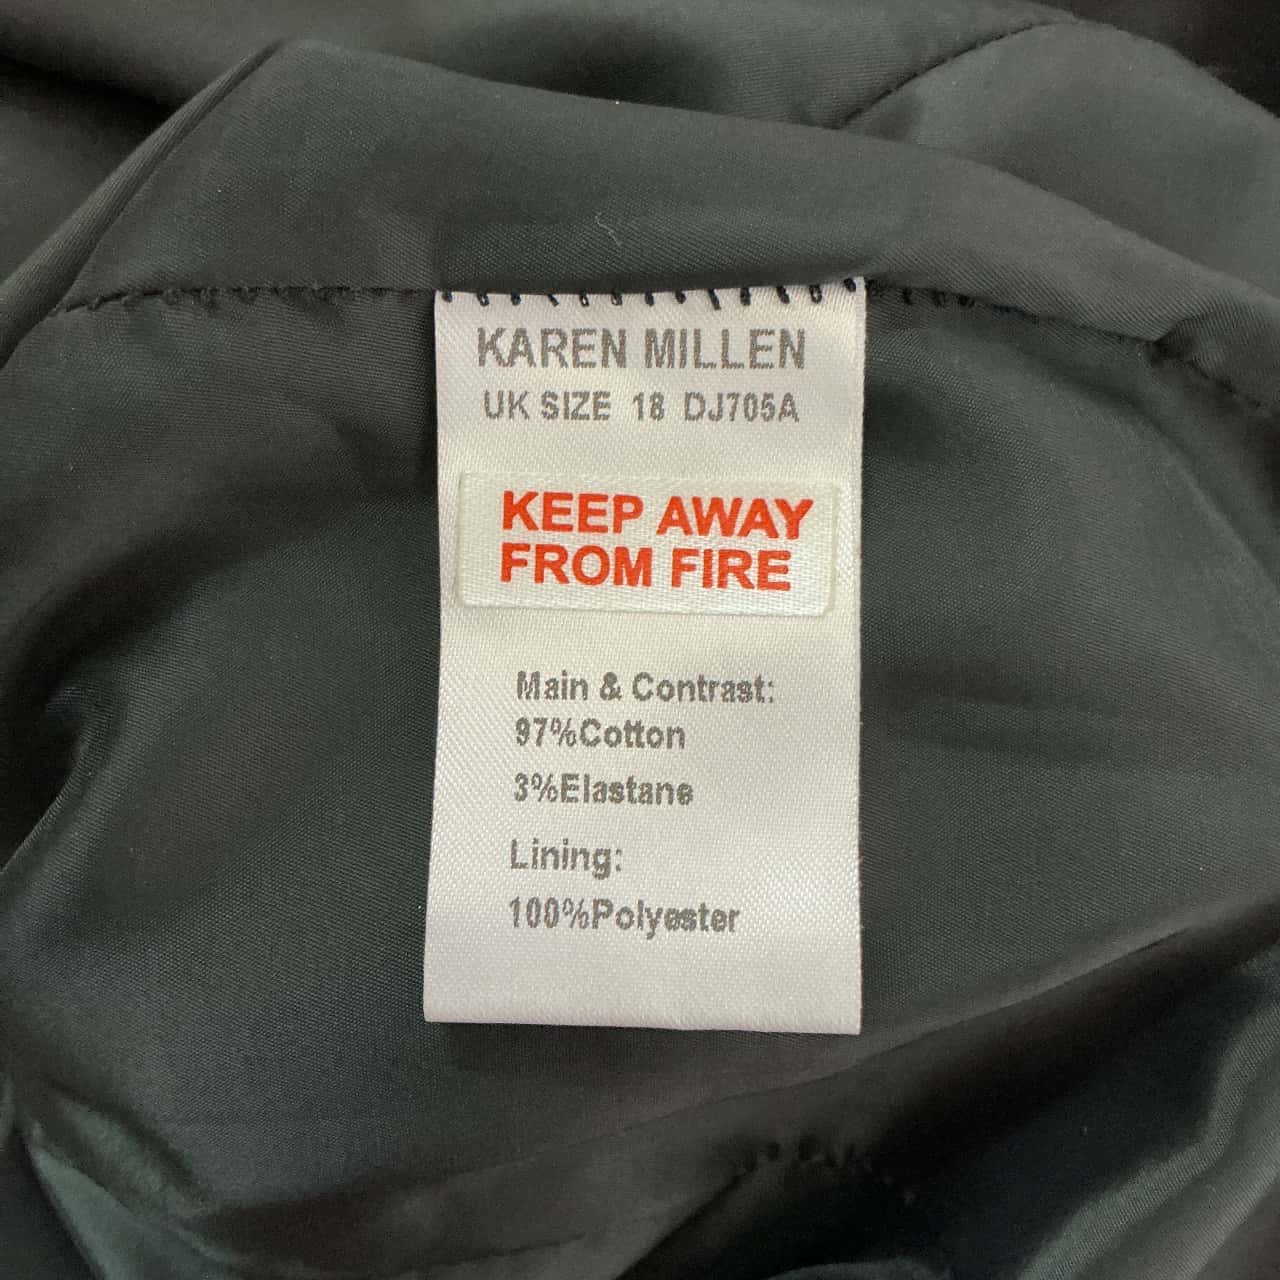 KAREN MILLEN
UK SIZE 18 DJ705A
KEEP AWAY
FROM FIRE
Main & Contrast:
97%Cotton
3%Elastane
Lining:
100%Polyester